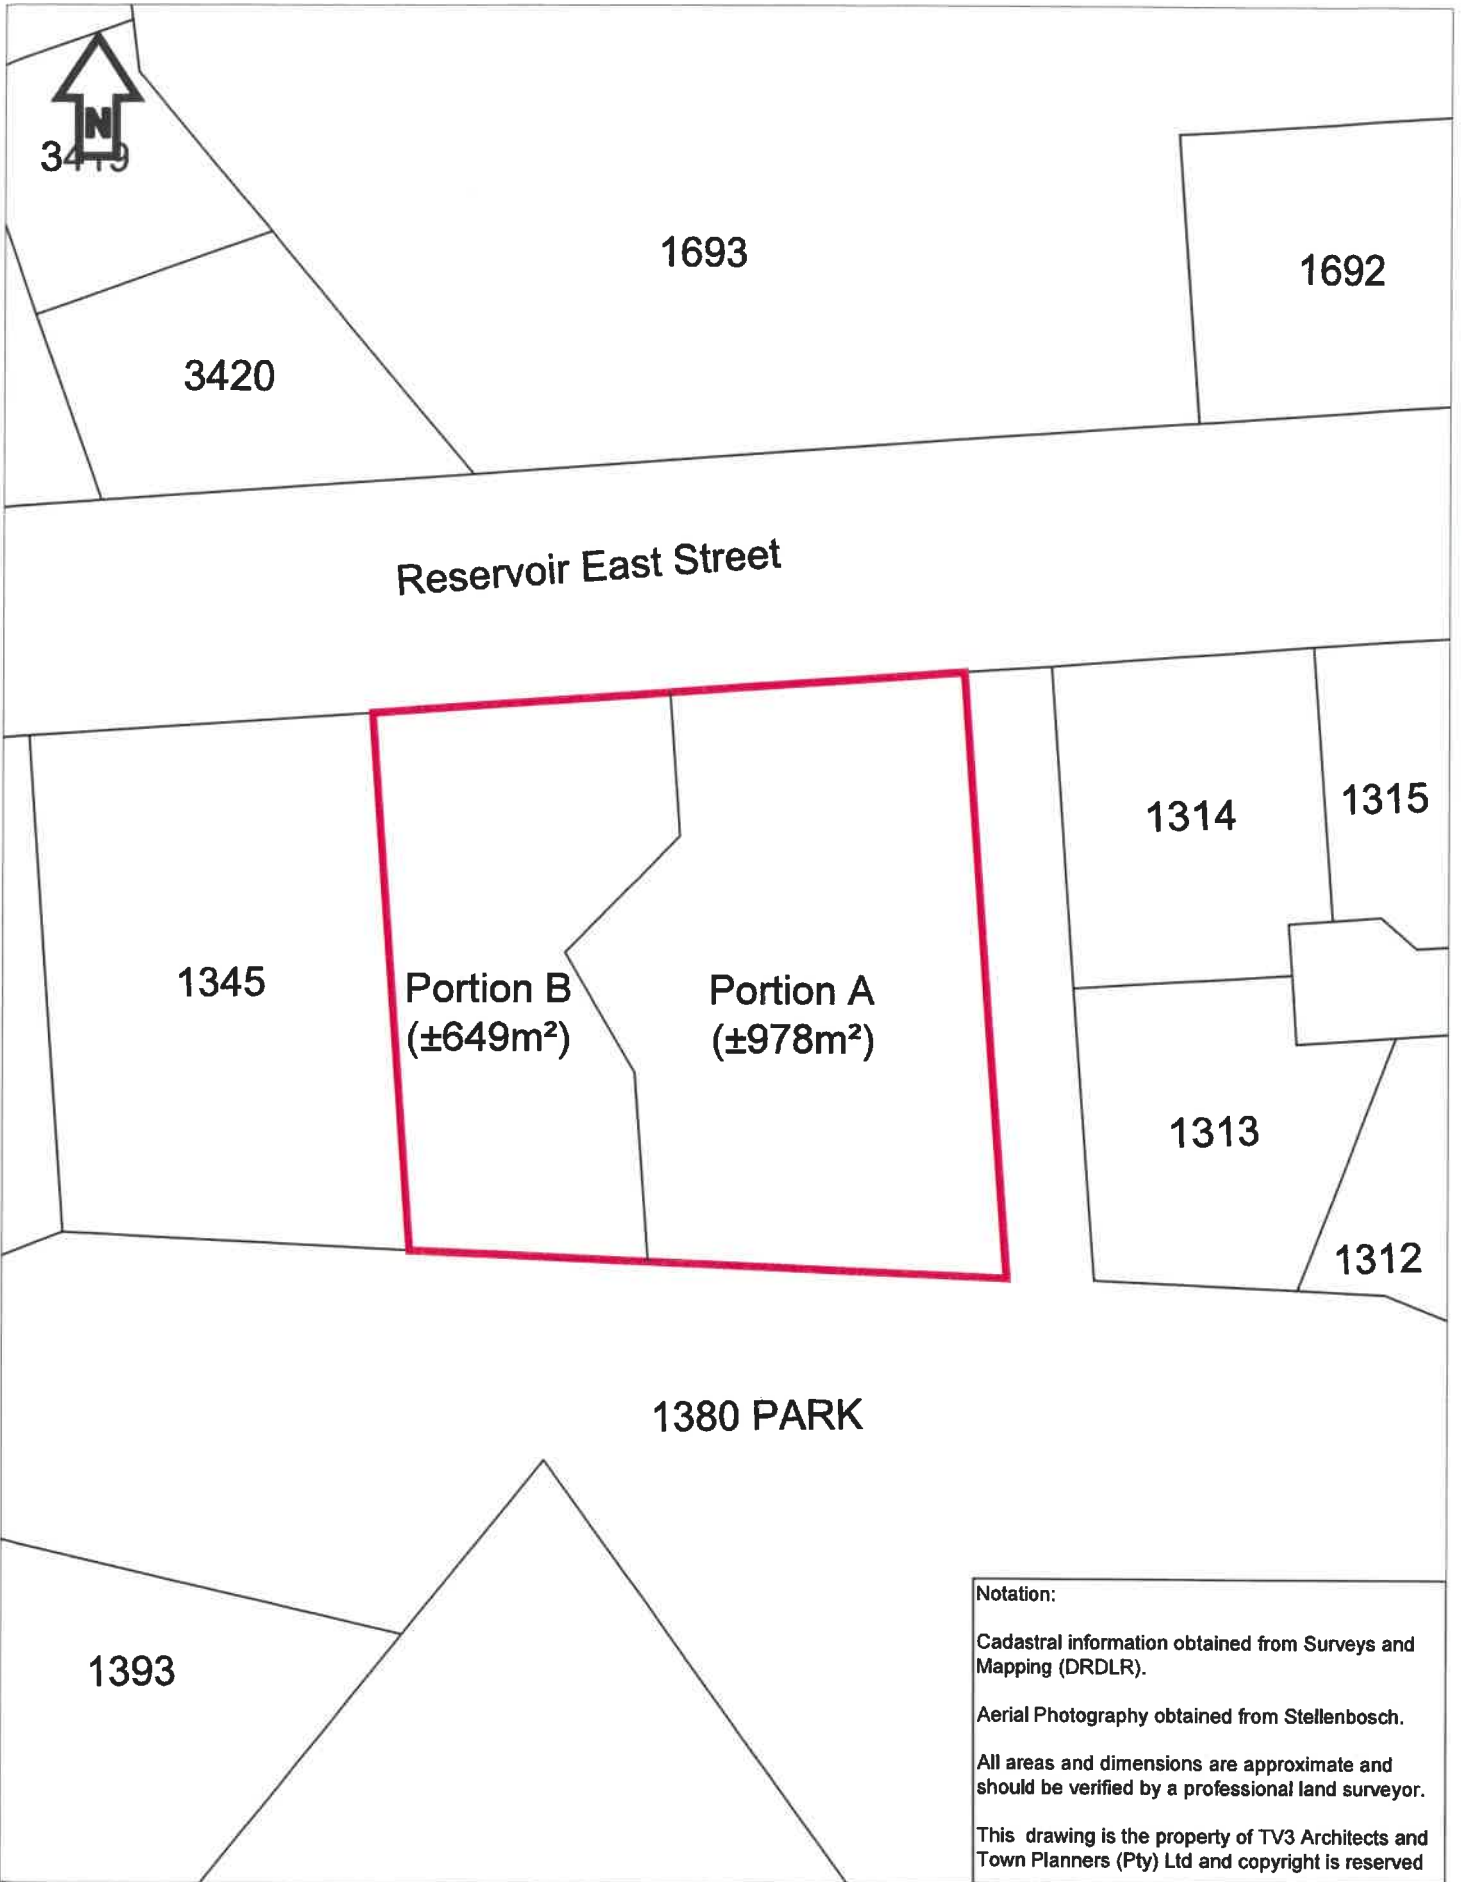 N
3419
1693
1692
3420
Reservoir East Street
1314
1315
1345
Portion B
(±649m²)
Portion A
(±978m²)
1313
1312
1380 PARK
1393
Notation:
Cadastral information obtained from Surveys and
Mapping (DRDLR).
Aerial Photography obtained from Stellenbosch.
All areas and dimensions are approximate and
should be verified by a professional land surveyor.
This drawing is the property of TV3 Architects and
Town Planners (Pty) Ltd and copyright is reserved